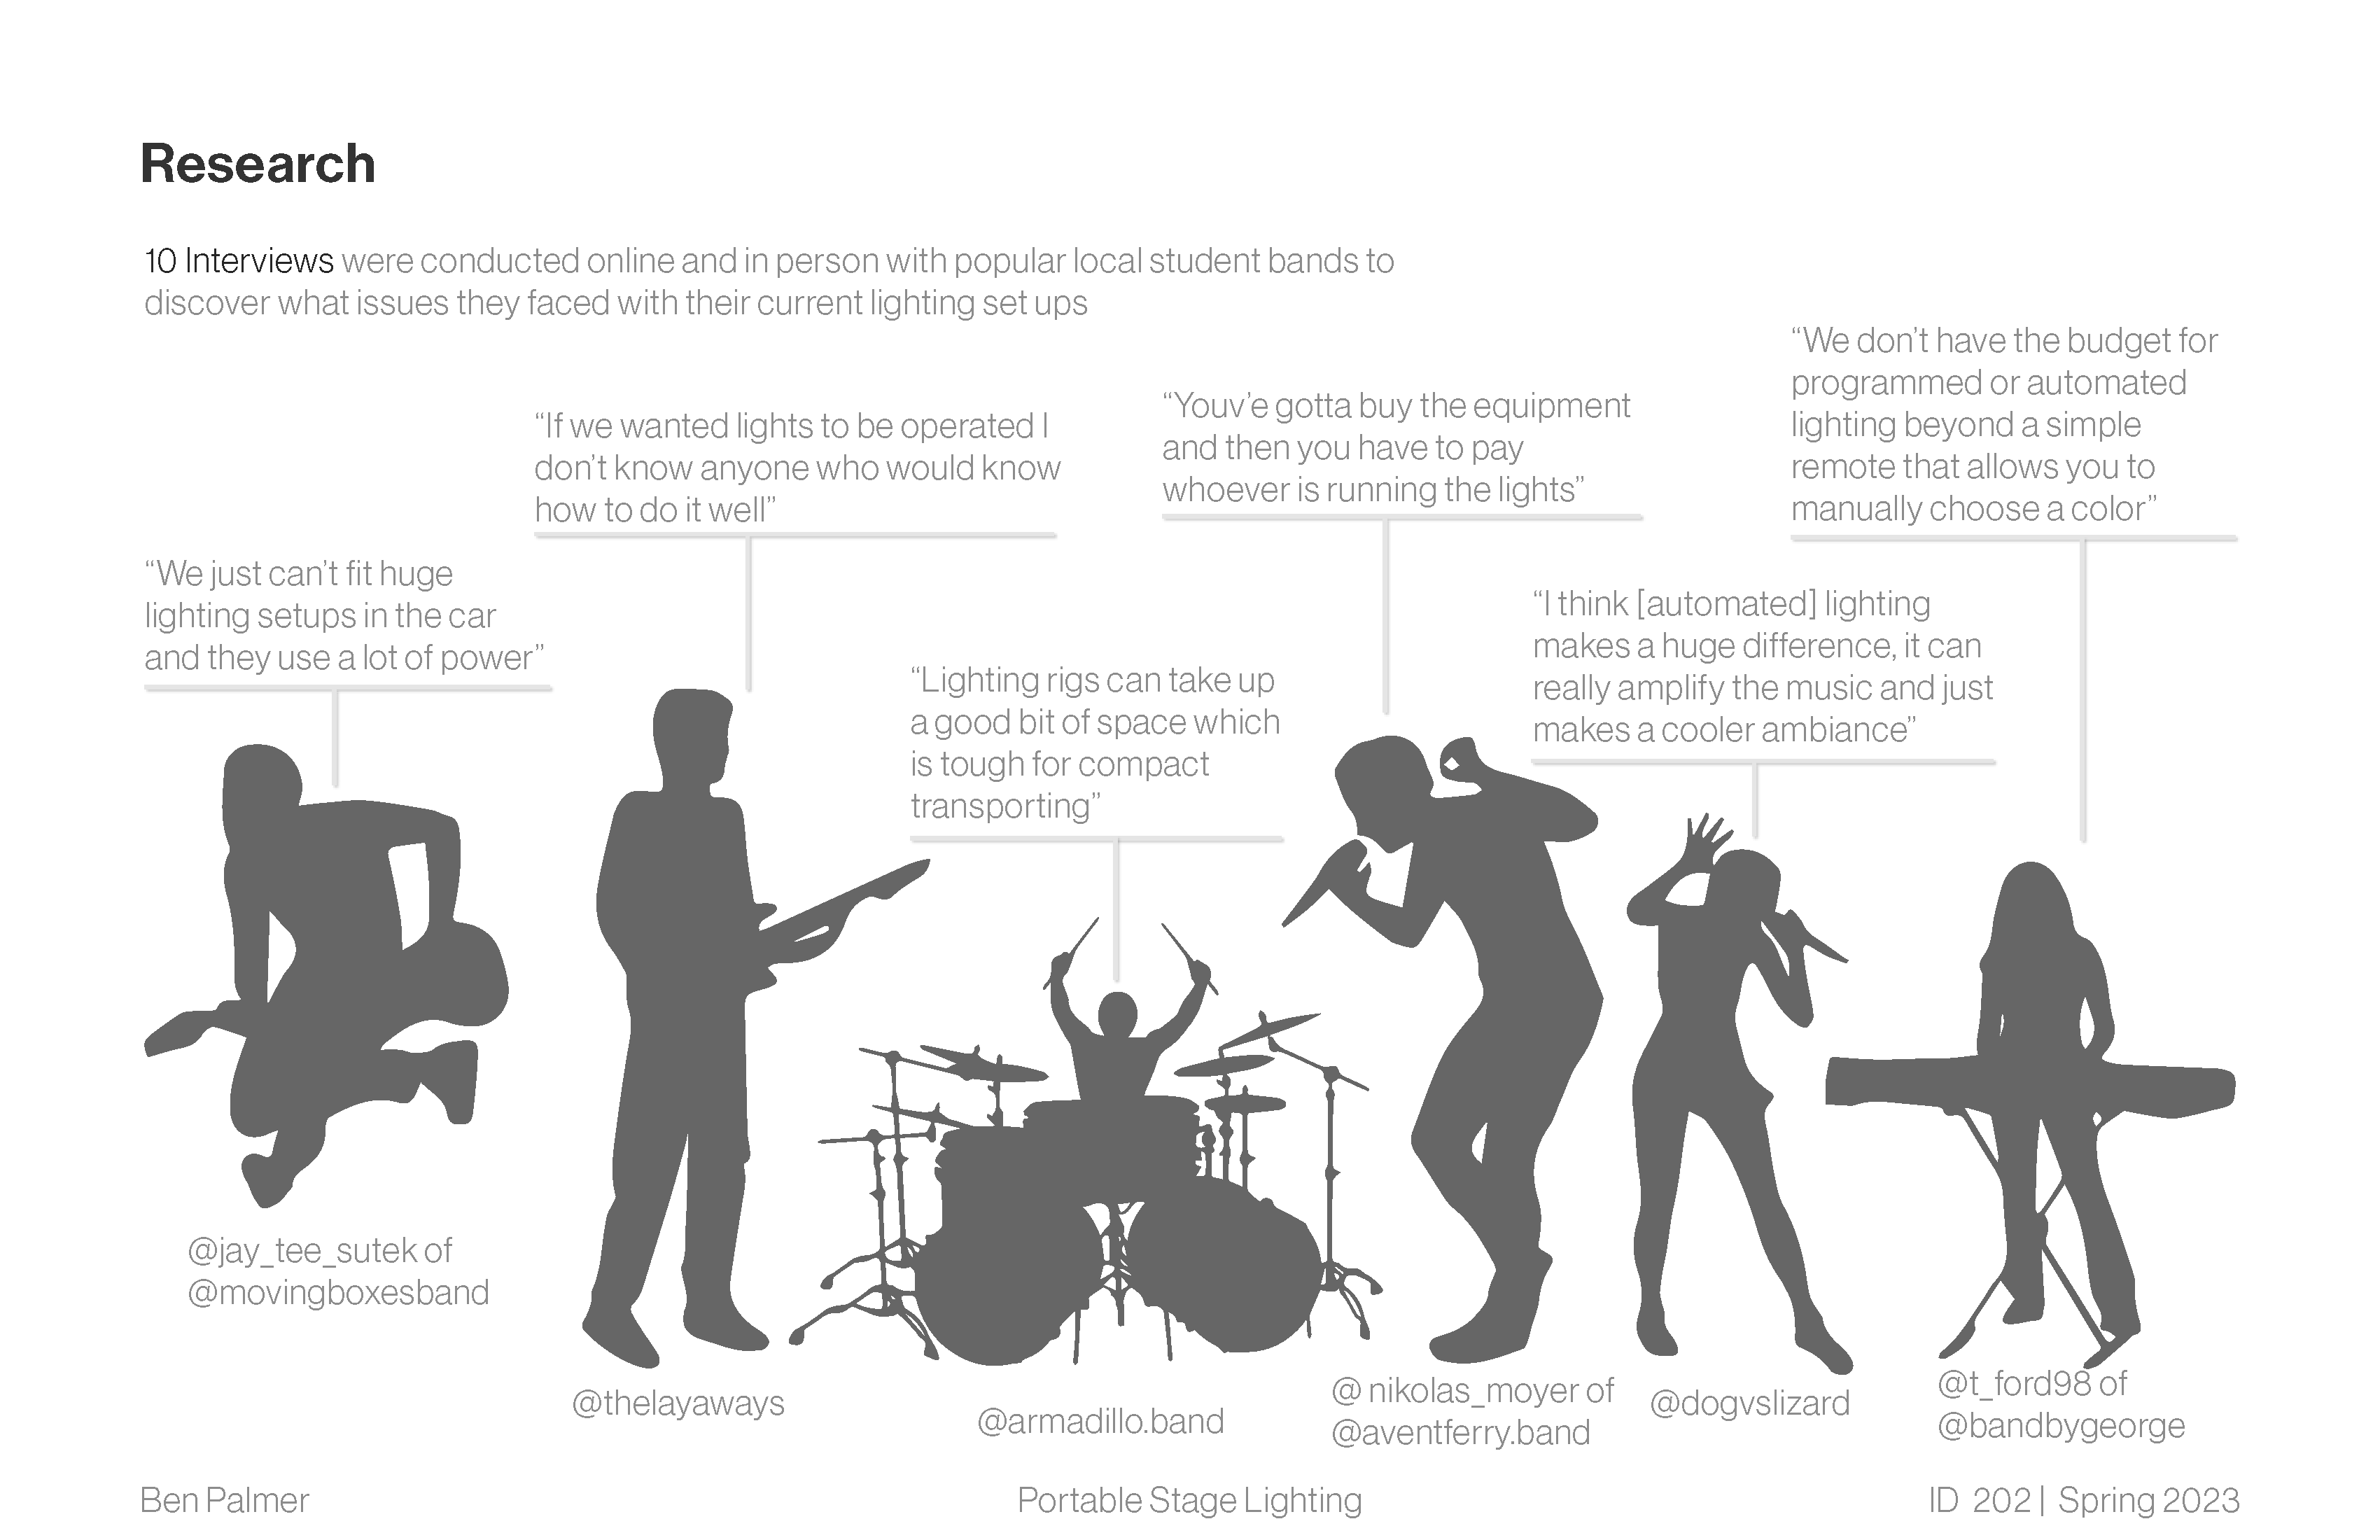 Research
10 Interviews were conducted online and in person with popular local student bands to
discover what issues they faced with their current lighting set ups
“We just can’t fit huge
lighting setups in the car
and they use a lot of power”
“If we wanted lights to be operated I
don’t know anyone who would know
how to do it well”
“Lighting rigs can take up
a good bit of space which
is tough for compact
transporting”
“Youv’e gotta buy the equipment
and then you have to pay
whoever is running the lights”
“I think [automated] lighting
makes a huge difference, it can
really amplify the music and just
makes a cooler ambiance”
“We don’t have the budget for
programmed or automated
lighting beyond a simple
remote that allows you to
manually choose a color”
@jay_tee_sutek of
@movingboxesband
@thelayaways
@armadillo.band
@ nikolas_moyer of
@aventferry.band
@dogvslizard
@t_ford98 of
@bandbygeorge
Ben Palmer
Portable Stage Lighting
ID 202 | Spring 2023